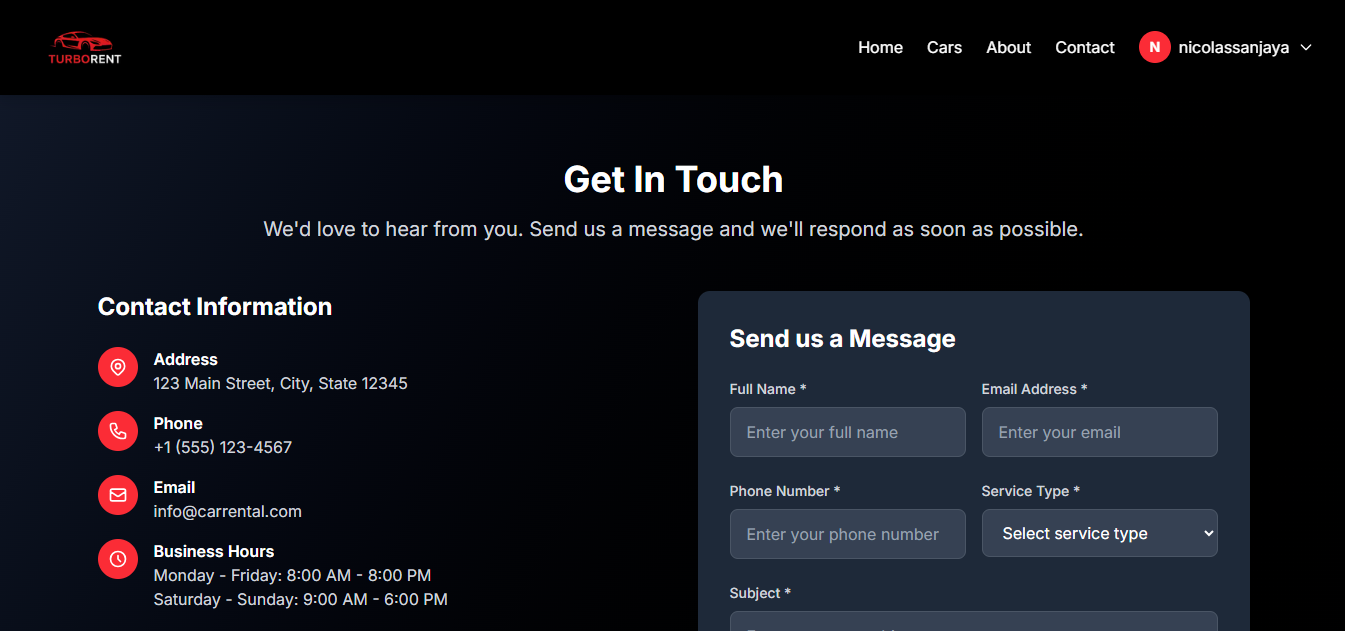 TURBORENT
Home Cars About Contact N nicolassanjaya
Get In Touch
We'd love to hear from you. Send us a message and we'll respond as soon as possible.
Contact Information
Address
123 Main Street, City, State 12345
Phone
+1 (555) 123-4567
Email
info@carrental.com
Business Hours
Monday - Friday: 8:00 AM - 8:00 PM
Saturday - Sunday: 9:00 AM - 6:00 PM
Send us a Message
Full Name * Email Address *
Enter your full name Enter your email
Phone Number * Service Type *
Enter your phone number Select service type
Subject *